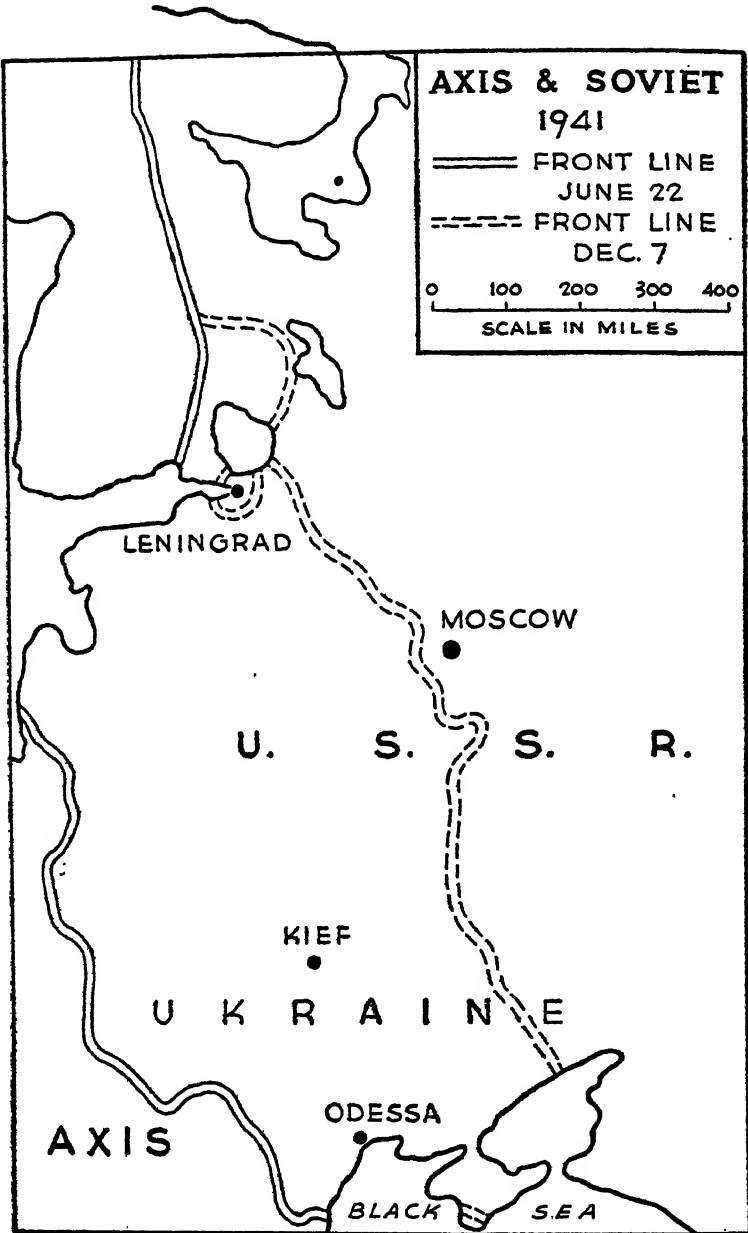 AXIS & SOVIET
1941
FRONT LINE
JUNE 22
FRONT LINE
DEC. 7
0 100 200 300 400
SCALE IN MILES
LENINGRAD
MOSCOW
U. S. S. R.
KIEF
UKRAINE
ODESSA
AXIS
BLACK SEA